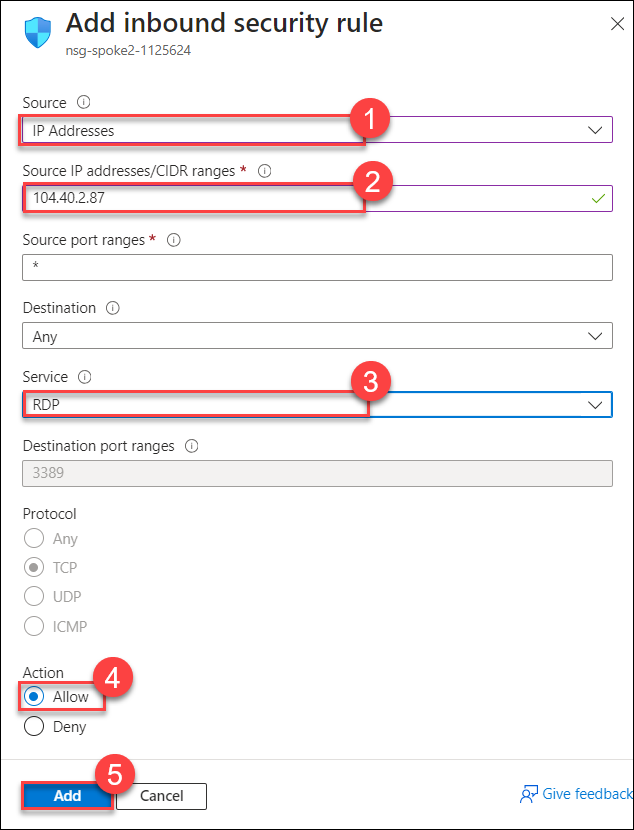 Add inbound security rule
nsg-spoke2-1125624
Source
1
IP Addresses
Source IP addresses/CIDR ranges *
2
104.40.2.87
Source port ranges *
*
Destination
Any
Service
3
RDP
Destination port ranges
3389
Protocol
Any
TCP
UDP
ICMP
Action
4
Allow
Deny
5
Add Cancel Give feedback